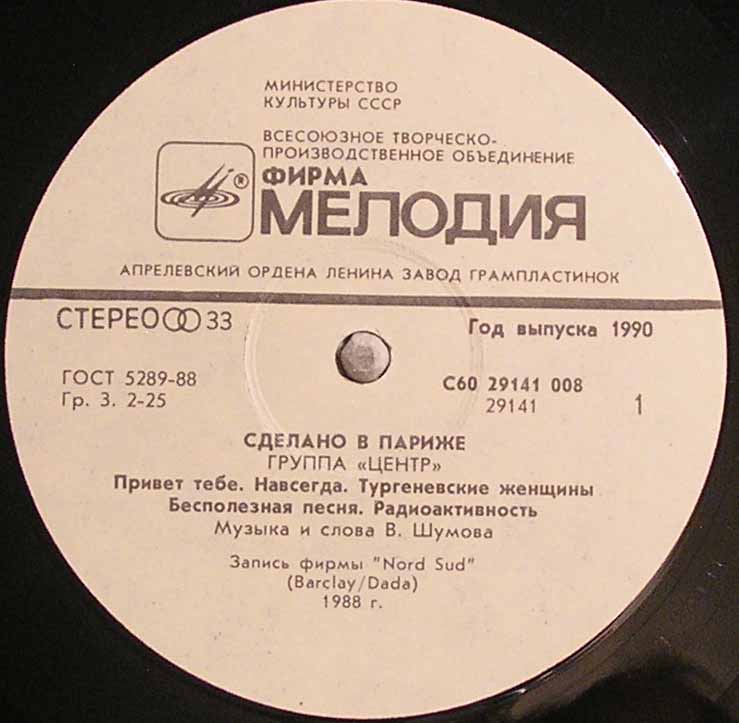 МИНИСТЕРСТВО
КУЛЬТУРЫ СССР
ВСЕСОЮЗНОЕ ТВОРЧЕСКО-
ПРОИЗВОДСТВЕННОЕ ОБЪЕДИНЕНИЕ
®
ФИРМА
МЕЛОДИЯ
АПРЕЛЕВСКИЙ ОРДЕНА ЛЕНИНА ЗАВОД ГРАМПЛАСТИНОК
СТЕРЕО 33
Год выпуска 1990
ГОСТ 5289-88
Гр. 3. 2-25
С60 29141 008
29141
1
СДЕЛАНО В ПАРИЖЕ
ГРУППА «ЦЕНТР»
Привет тебе. Навсегда. Тургеневские женщины
Бесполезная песня. Радиоактивность
Музыка и слова В. Шумова
Запись фирмы "Nord Sud"
(Barclay/Dada)
1988 г.